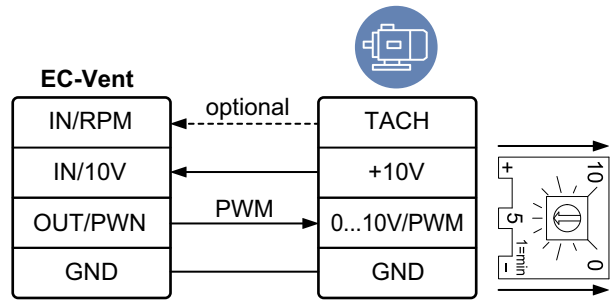 EC-Vent
IN/RPM
optional
TACH
IN/10V
+10V
OUT/PWN
PWM
0...10V/PWM
GND
GND
+
10
5
1=min
-
0